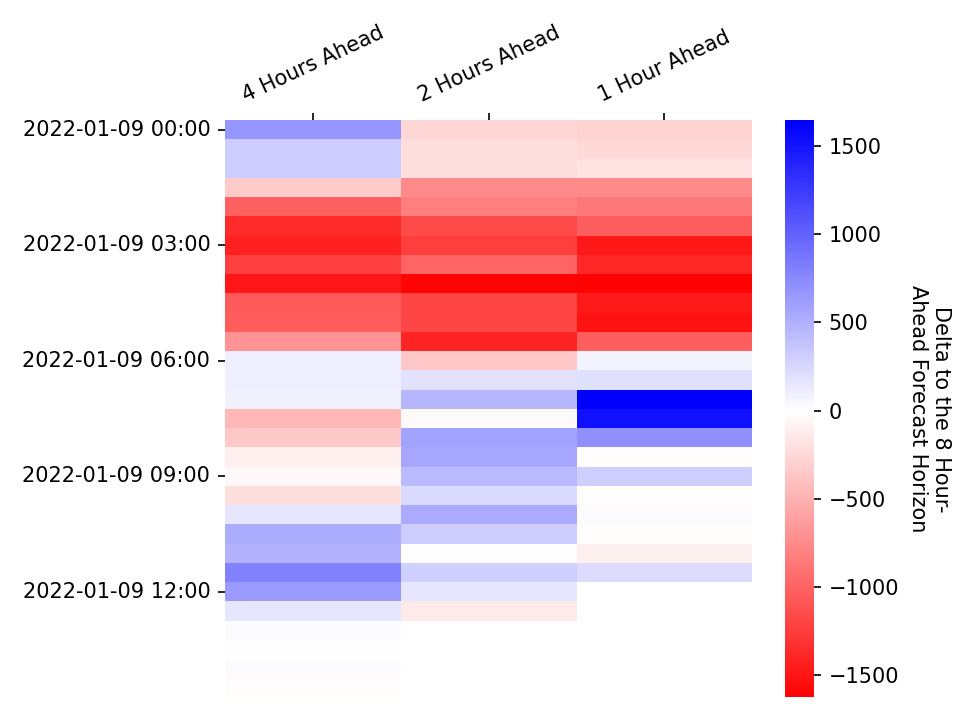 4 Hours Ahead
2 Hours Ahead
1 Hour Ahead
2022-01-09 00:00
2022-01-09 03:00
2022-01-09 06:00
2022-01-09 09:00
2022-01-09 12:00
1500
1000
500
0
−500
−1000
−1500
Delta to the 8 Hour-
Ahead Forecast Horizon